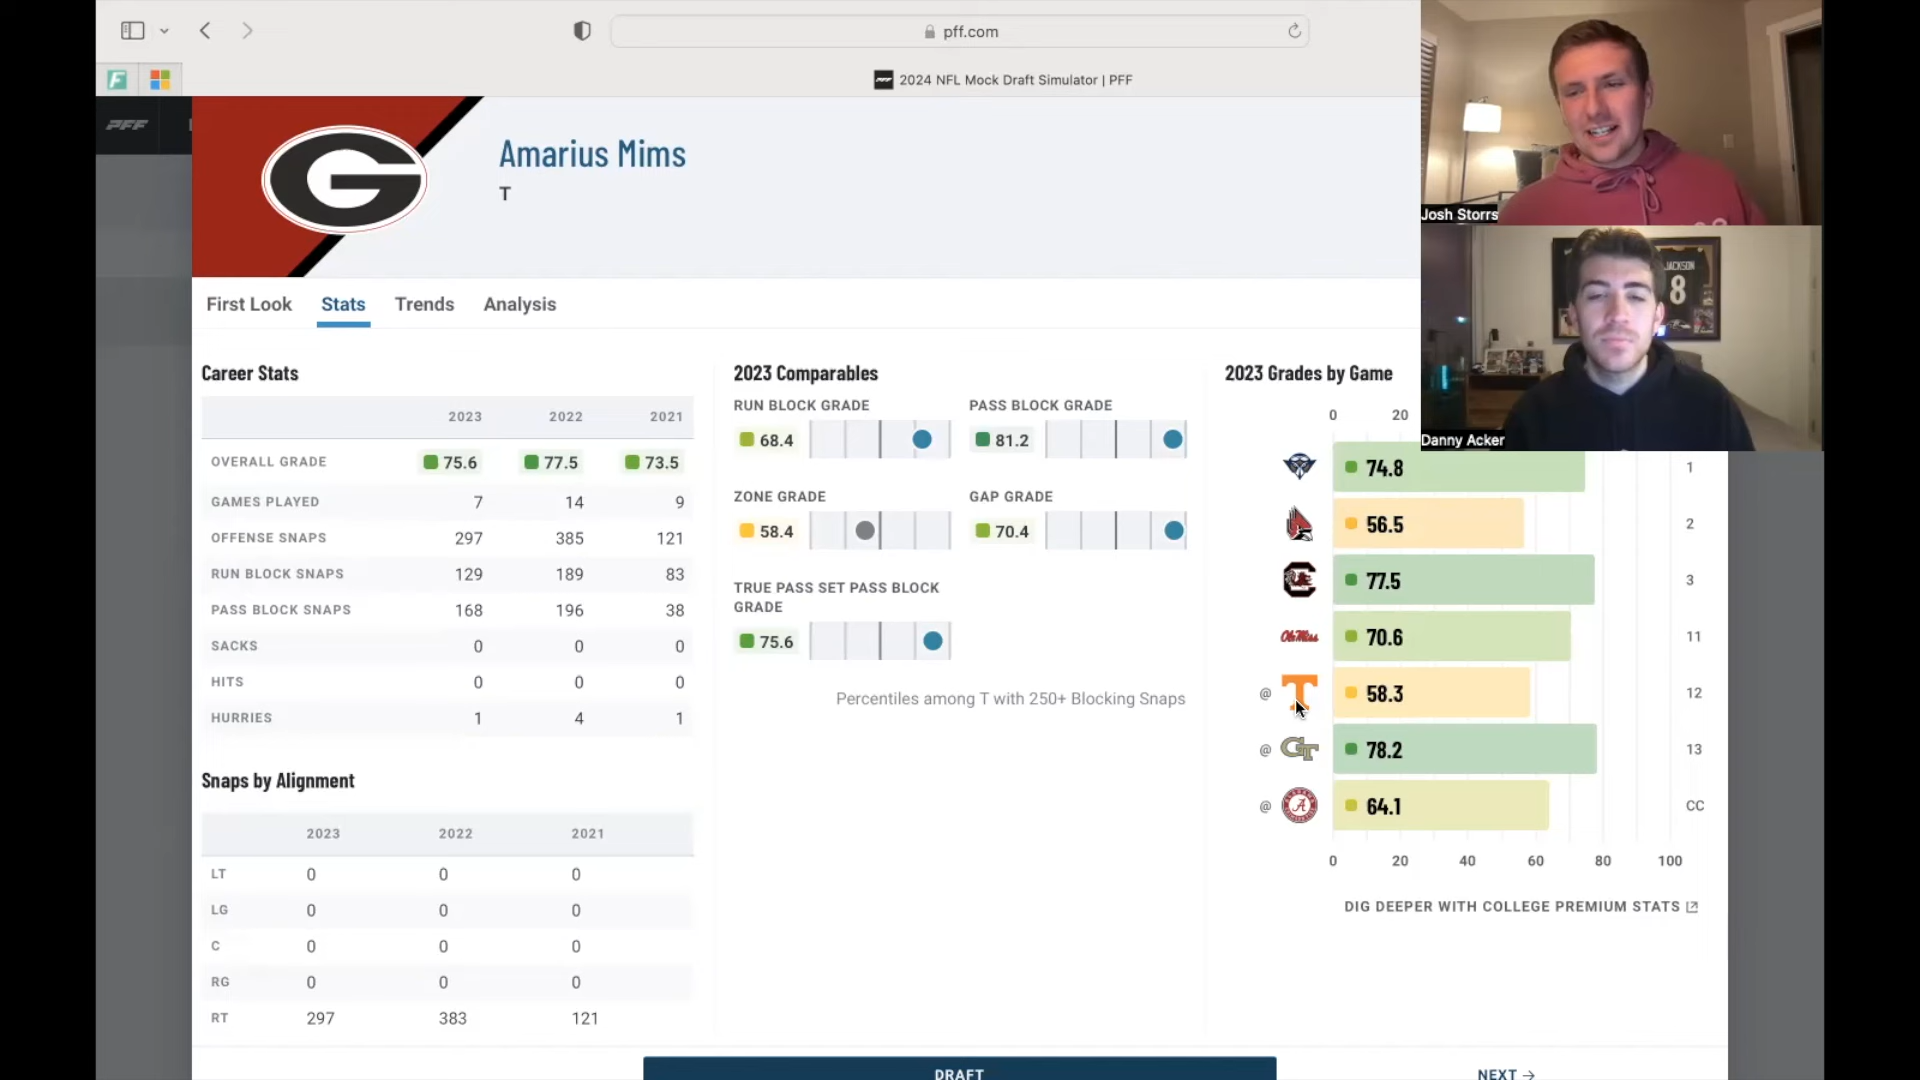 pff.com
2024 NFL Mock Draft Simulator | PFF
PFF
G
Amarius Mims
T
Josh Storrs
JACKSON
8
Danny Acker
First Look Stats Trends Analysis
Career Stats
2023 2022 2021
OVERALL GRADE 75.6 77.5 73.5
GAMES PLAYED 7 14 9
OFFENSE SNAPS 297 385 121
RUN BLOCK SNAPS 129 189 83
PASS BLOCK SNAPS 168 196 38
SACKS 0 0 0
HITS 0 0 0
HURRIES 1 4 1
Snaps by Alignment
2023 2022 2021
LT 0 0 0
LG 0 0 0
C 0 0 0
RG 0 0 0
RT 297 383 121
2023 Comparables
RUN BLOCK GRADE PASS BLOCK GRADE
68.4 81.2
ZONE GRADE GAP GRADE
58.4 70.4
TRUE PASS SET PASS BLOCK
GRADE
75.6
Percentiles among T with 250+ Blocking Snaps
2023 Grades by Game
0 20
74.8 1
56.5 2
C 77.5 3
Ole Miss 70.6 11
@ T 58.3 12
@ GT 78.2 13
@ A 64.1 CC
0 20 40 60 80 100
DIG DEEPER WITH COLLEGE PREMIUM STATS
DRAFT
NEXT →